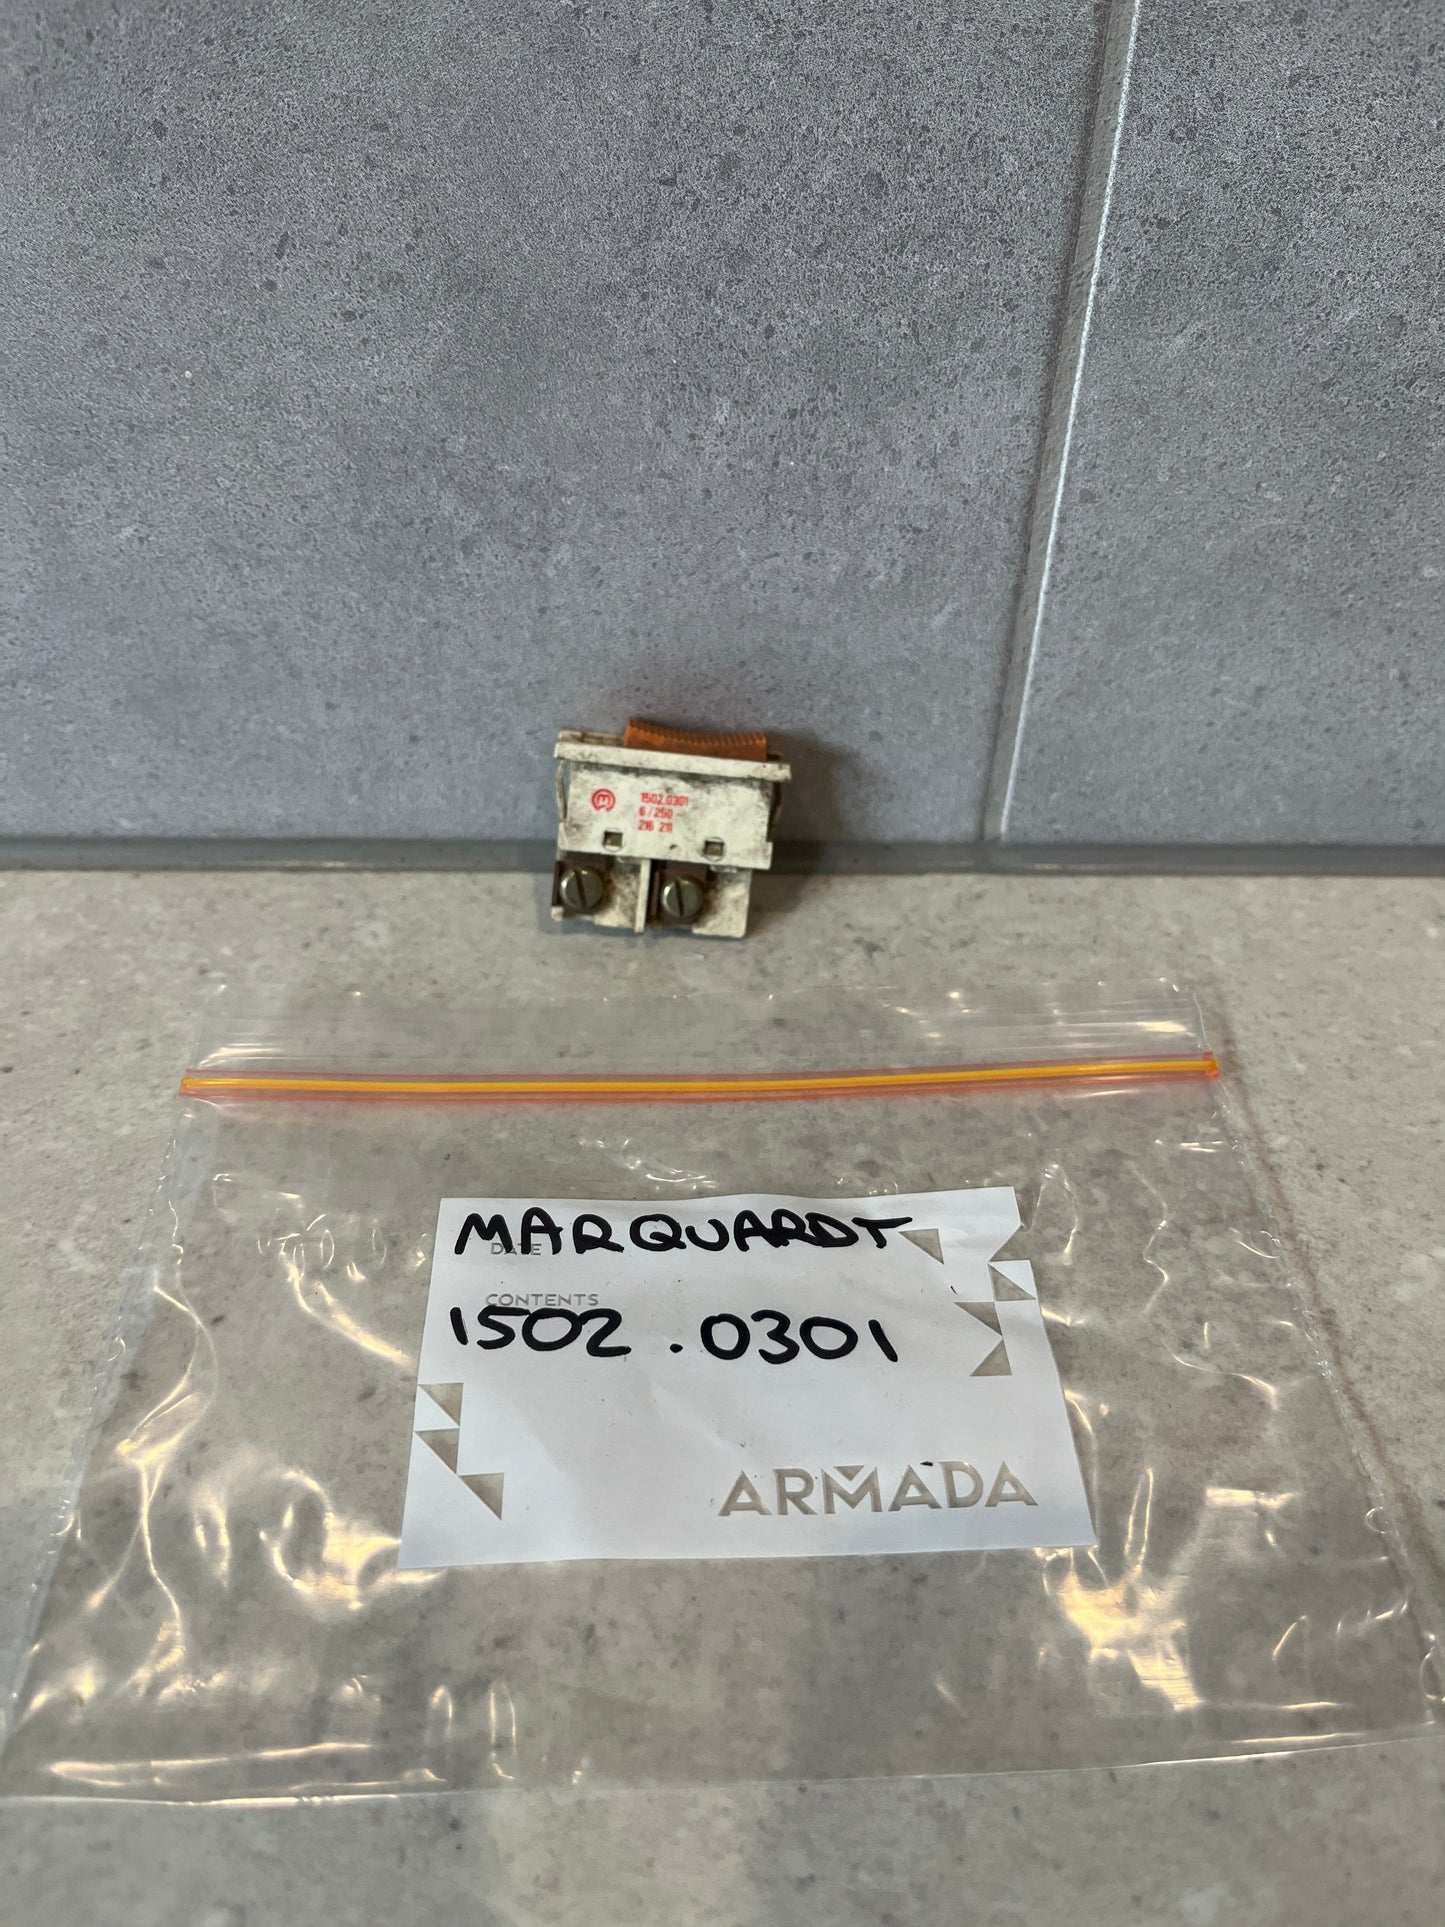 1502.0301
6/250~
216 211
MARQUARDT
DATE
CONTENTS
1502.0301
ARMADA